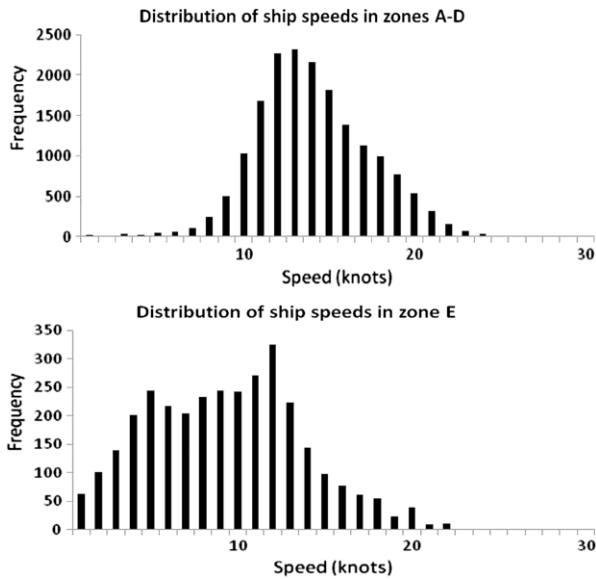 Distribution of ship speeds in zones A-D
2500
2000
1500
1000
500
0
Frequency
10 20 30
Speed (knots)
Distribution of ship speeds in zone E
350
300
250
200
150
100
50
0
Frequency
10 20 30
Speed (knots)